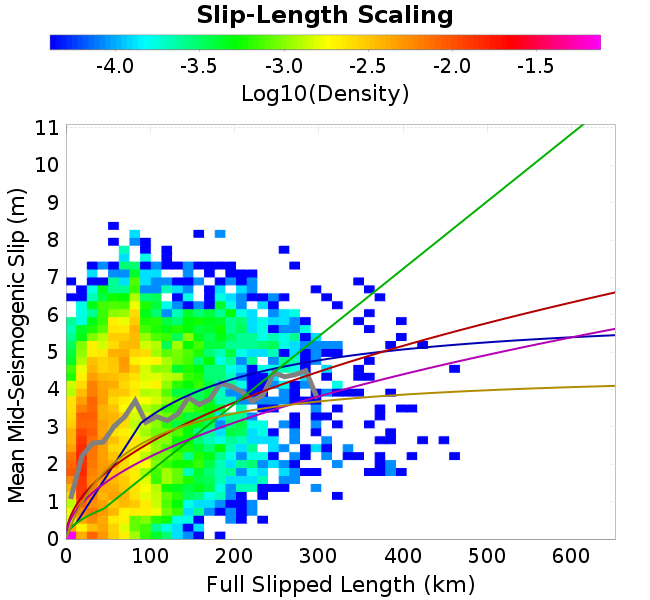 Slip-Length Scaling
-4.0 -3.5 -3.0 -2.5 -2.0 -1.5
Log10(Density)
11
10
9
8
7
6
5
4
3
2
1
0
Mean Mid-Seismogenic Slip (m)
0 100 200 300 400 500 600
Full Slipped Length (km)